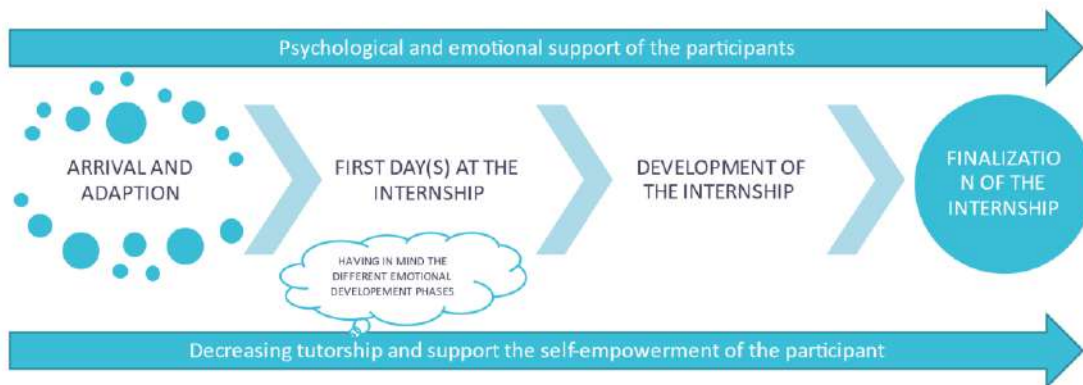 Psychological and emotional support of the participants
ARRIVAL AND
ADAPTION
FIRST DAY(S) AT THE
INTERNSHIP
DEVELOPMENT OF
THE INTERNSHIP
FINALIZATIO
N OF THE
INTERNSHIP
HAVING IN MIND THE
DIFFERENT EMOTIONAL
DEVELOPEMENT PHASES
Decreasing tutorship and support the self-empowerment of the participant